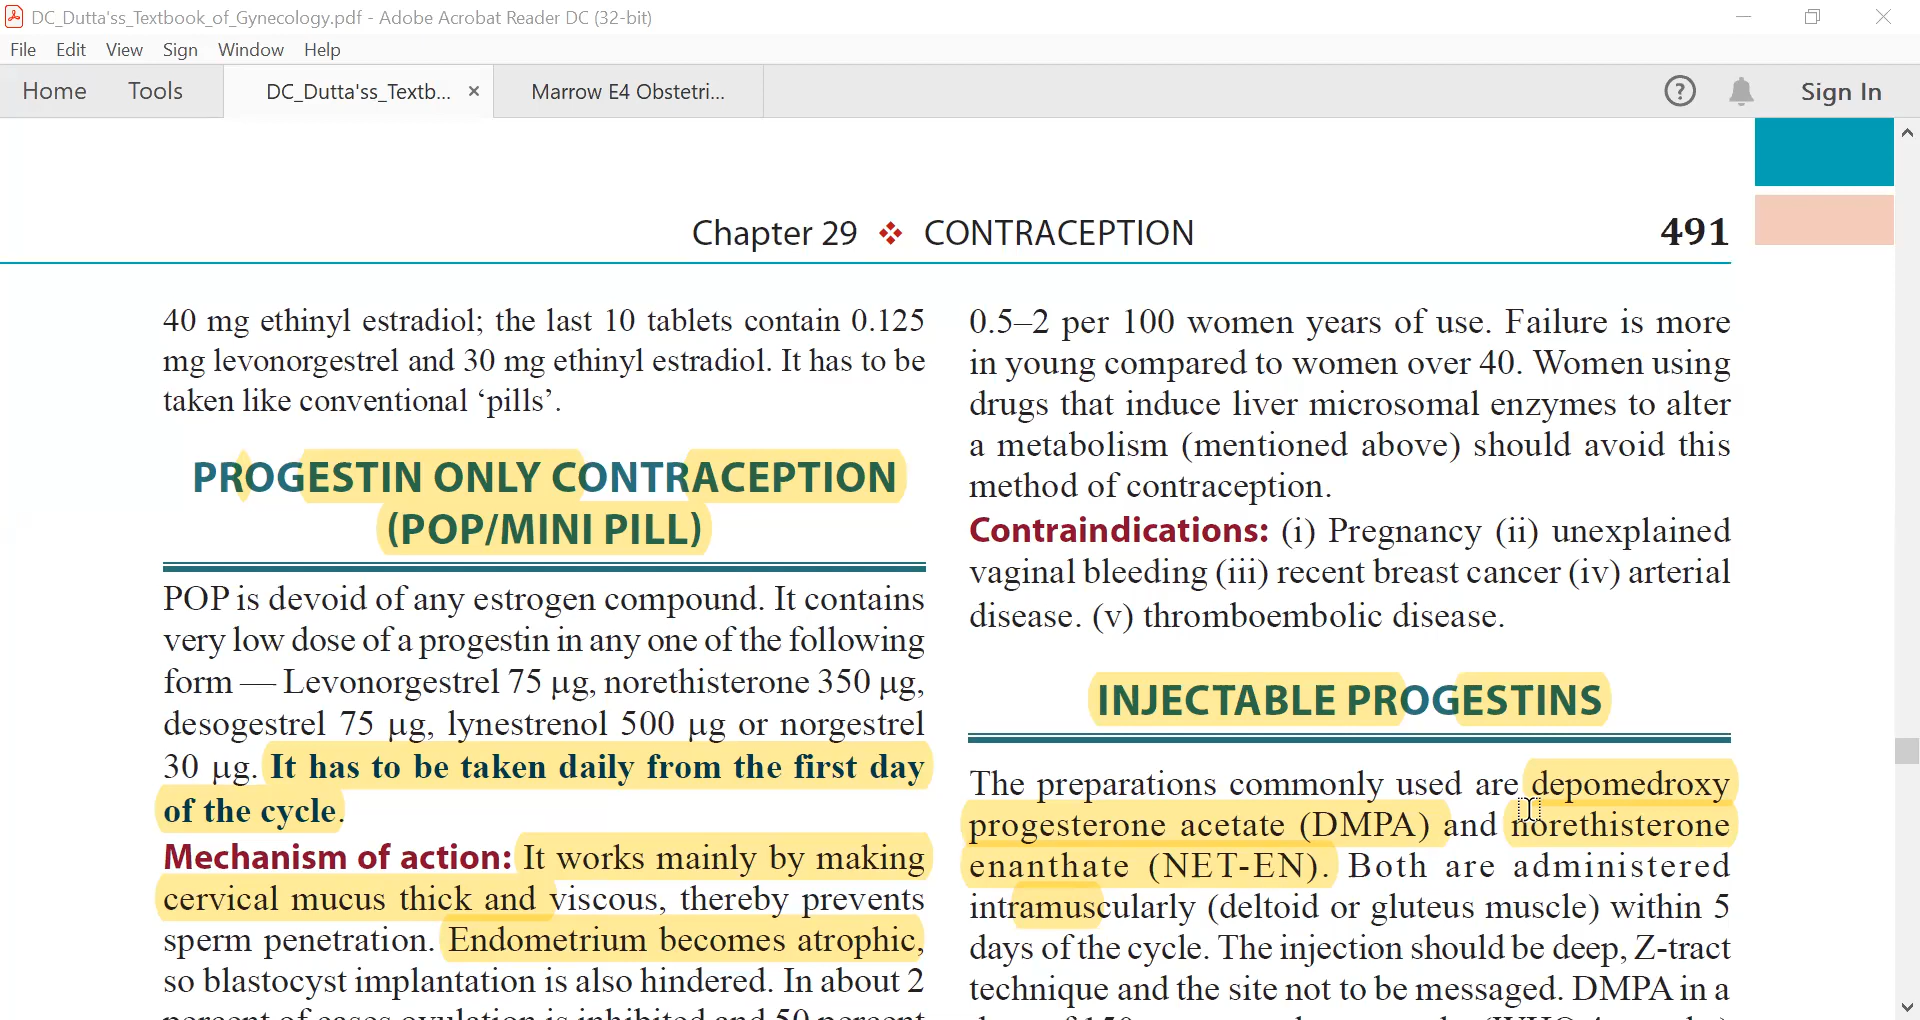 DC_Dutta'ss_Textbook_of_Gynecology.pdf - Adobe Acrobat Reader DC (32-bit)
File Edit View Sign Window Help
Home Tools DC_Dutta'ss_Textb... × Marrow E4 Obstetri... ? Sign In
Chapter 29 ❖ CONTRACEPTION 491
40 mg ethinyl estradiol; the last 10 tablets contain 0.125
mg levonorgestrel and 30 mg ethinyl estradiol. It has to be
taken like conventional ‘pills’.
PROGESTIN ONLY CONTRACEPTION
(POP/MINI PILL)
POP is devoid of any estrogen compound. It contains
very low dose of a progestin in any one of the following
form — Levonorgestrel 75 μg, norethisterone 350 μg,
desogestrel 75 μg, lynestrenol 500 μg or norgestrel
30 μg. It has to be taken daily from the first day
of the cycle.
Mechanism of action: It works mainly by making
cervical mucus thick and viscous, thereby prevents
sperm penetration. Endometrium becomes atrophic,
so blastocyst implantation is also hindered. In about 2
percent of cases ovulation is inhibited and 50 percent
0.5–2 per 100 women years of use. Failure is more
in young compared to women over 40. Women using
drugs that induce liver microsomal enzymes to alter
a metabolism (mentioned above) should avoid this
method of contraception.
Contraindications: (i) Pregnancy (ii) unexplained
vaginal bleeding (iii) recent breast cancer (iv) arterial
disease. (v) thromboembolic disease.
INJECTABLE PROGESTINS
The preparations commonly used are depomedroxy
progesterone acetate (DMPA) and norethisterone
enanthate (NET-EN). Both are administered
intramuscularly (deltoid or gluteus muscle) within 5
days of the cycle. The injection should be deep, Z-tract
technique and the site not to be messaged. DMPA in a